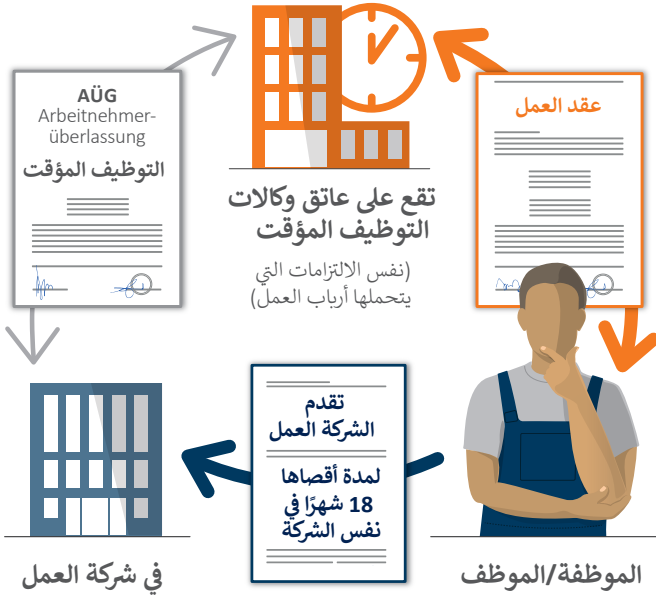 AÜG
Arbeitnehmer-
überlassung
التوظيف المؤقت
عقد العمل
تقع على عاتق وكالات
التوظيف المؤقت
(نفس الالتزامات التي
يتحملها أرباب العمل)
تقدم
الشركة العمل
لمدة أقصاها
18 شهرًا في
نفس الشركة
في شركة العمل
الموظفة/الموظف